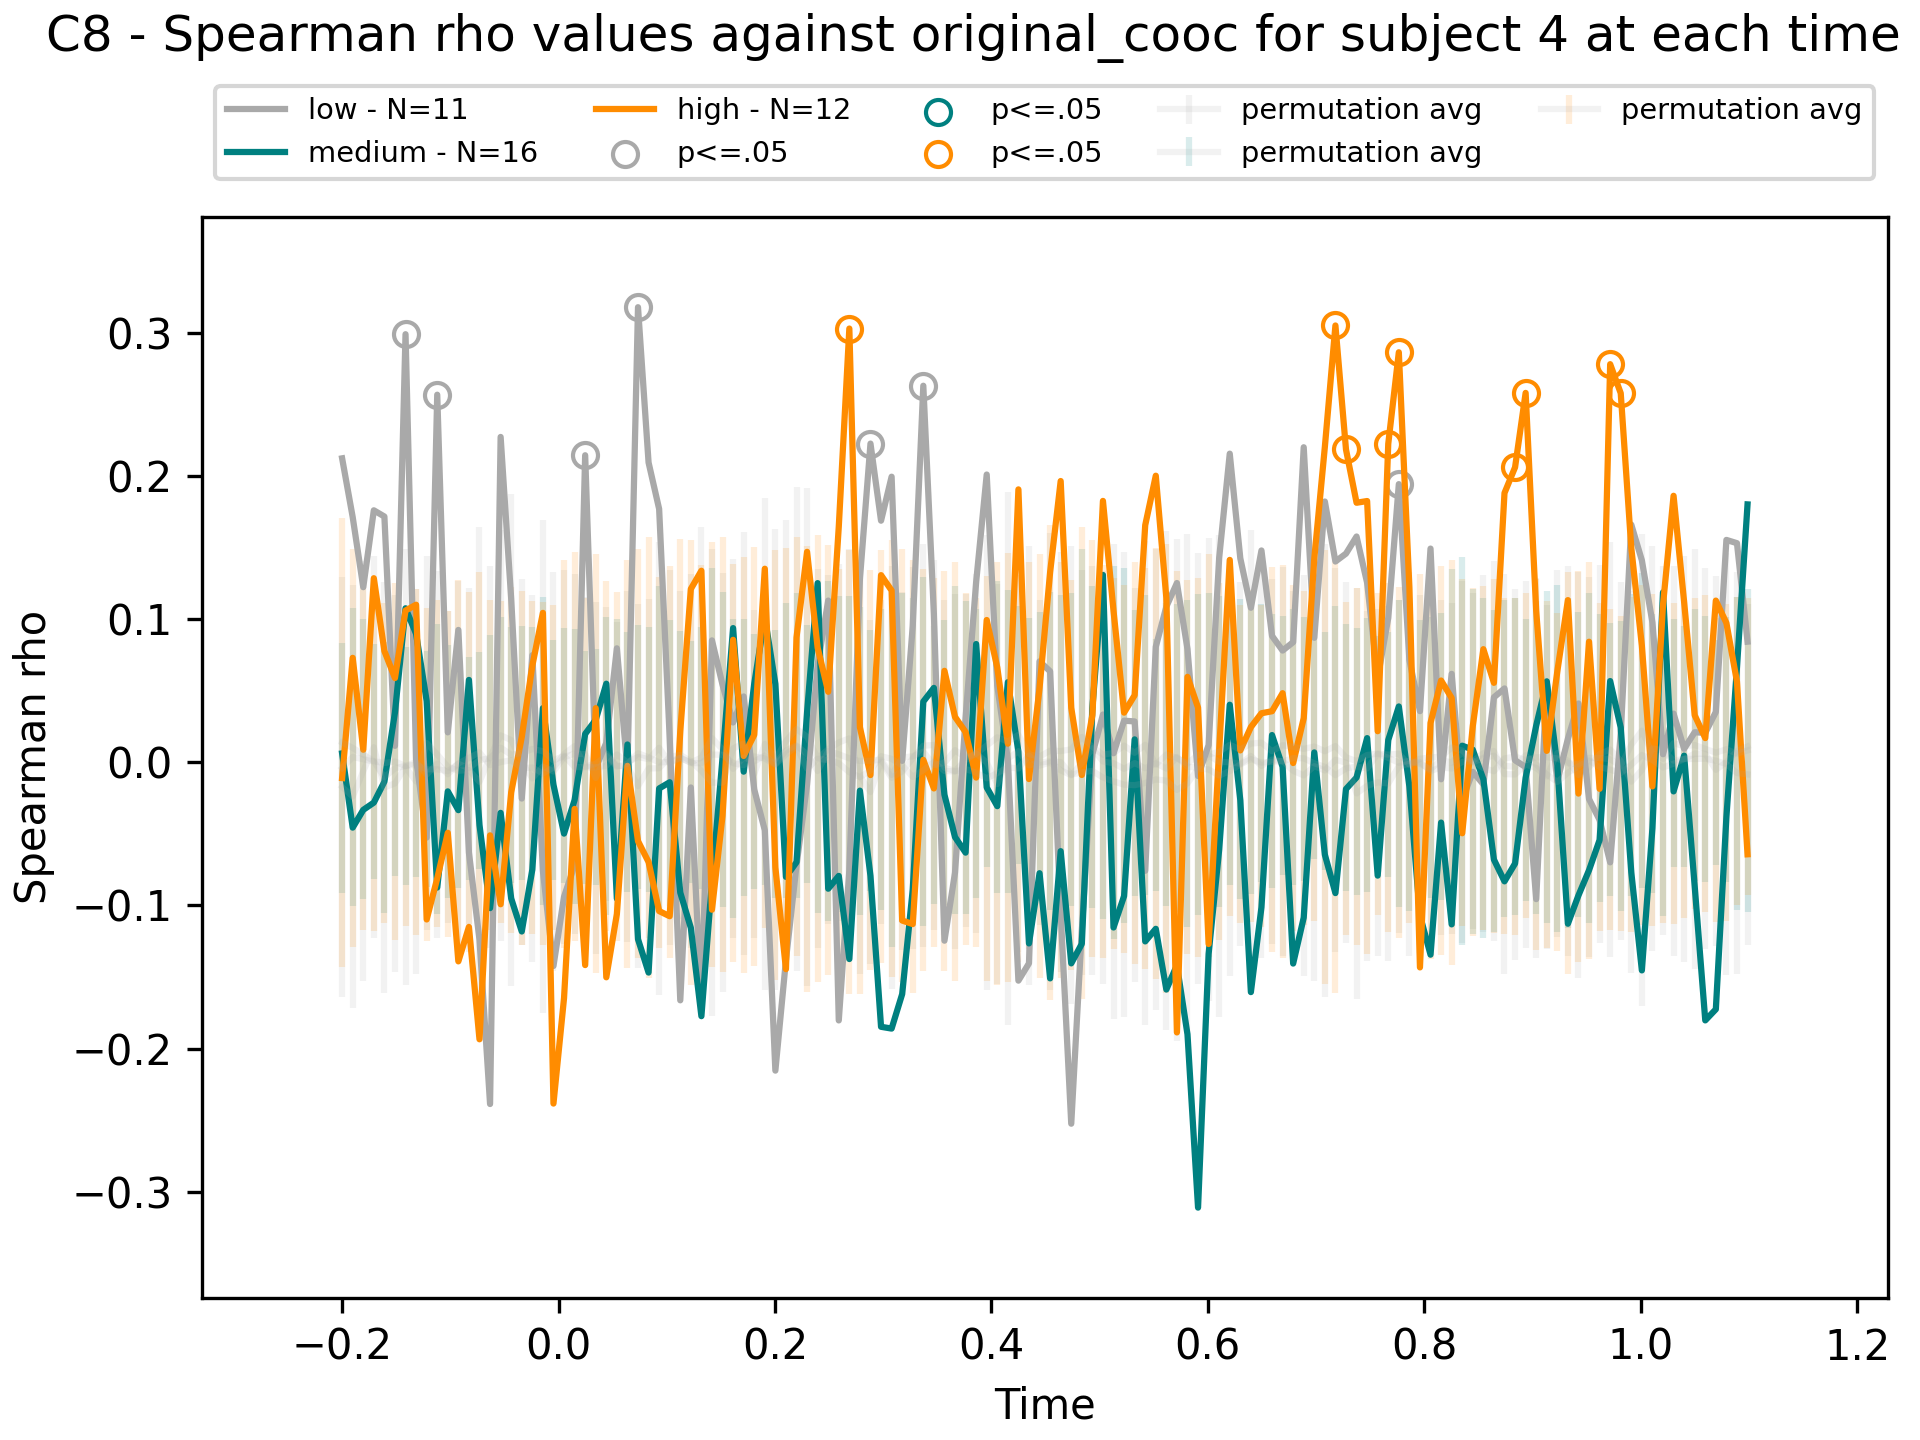 C8 - Spearman rho values against original_cooc for subject 4 at each time
low - N=11
medium - N=16
high - N=12
p<=.05
p<=.05
p<=.05
permutation avg
permutation avg
permutation avg
Spearman rho
0.3
0.2
0.1
0.0
−0.1
−0.2
−0.3
−0.2 0.0 0.2 0.4 0.6 0.8 1.0 1.2
Time